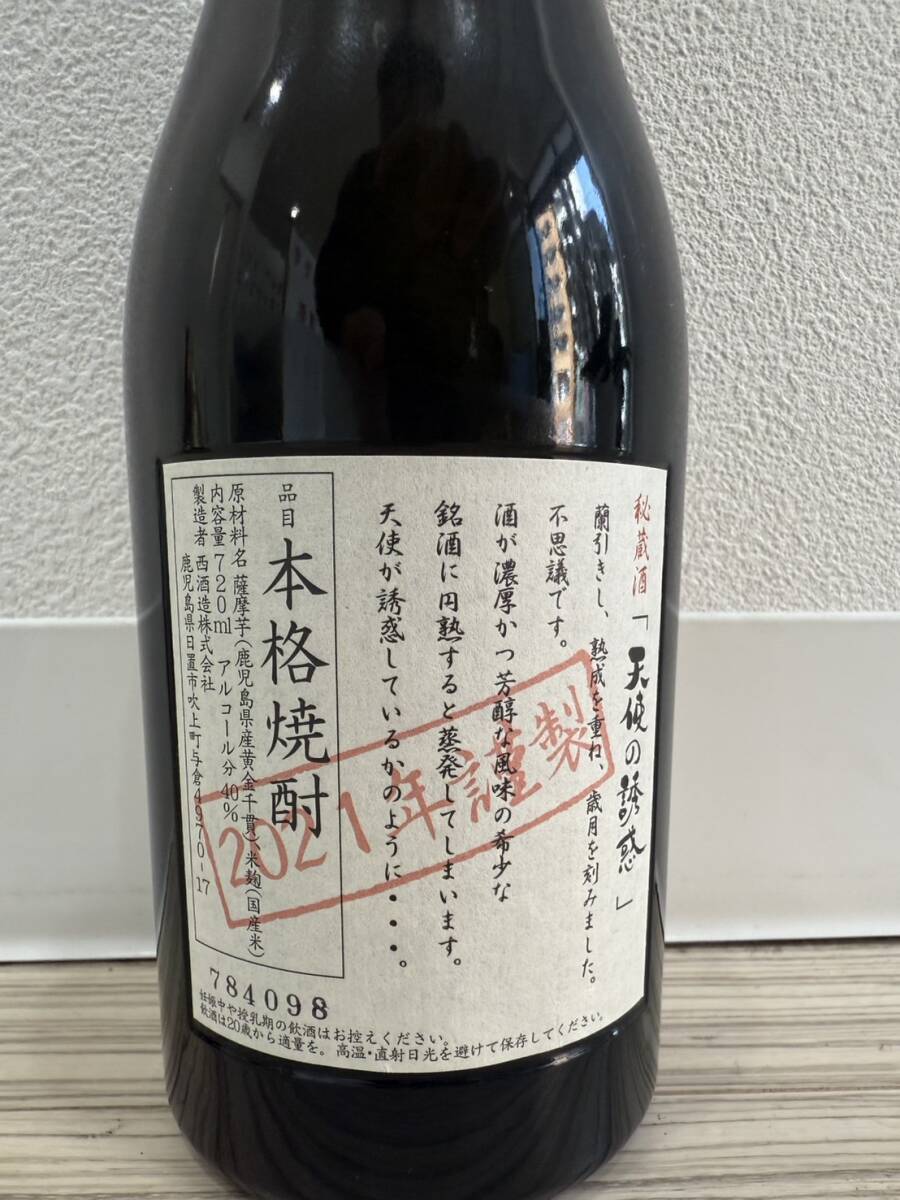 秘蔵酒「天使の誘惑」
蘭引きし、熟成を重ね、歳月を刻みました。
不思議です。
酒が濃厚かつ芳醇な風味の希少な
銘酒に円熟すると蒸発してしまいます。
天使が誘惑しているかのように・・・。
2021年謹製
品目 本格焼酎
原材料名 薩摩芋(鹿児島県産黄金千貫)、米麹(国産米)
内容量720ml アルコール分40%
製造者 西酒造株式会社
鹿児島県日置市吹上町与倉4970-17
784098
妊娠中や授乳期の飲酒はお控えください。
飲酒は20歳から適量を。高温・直射日光を避けて保存してください。